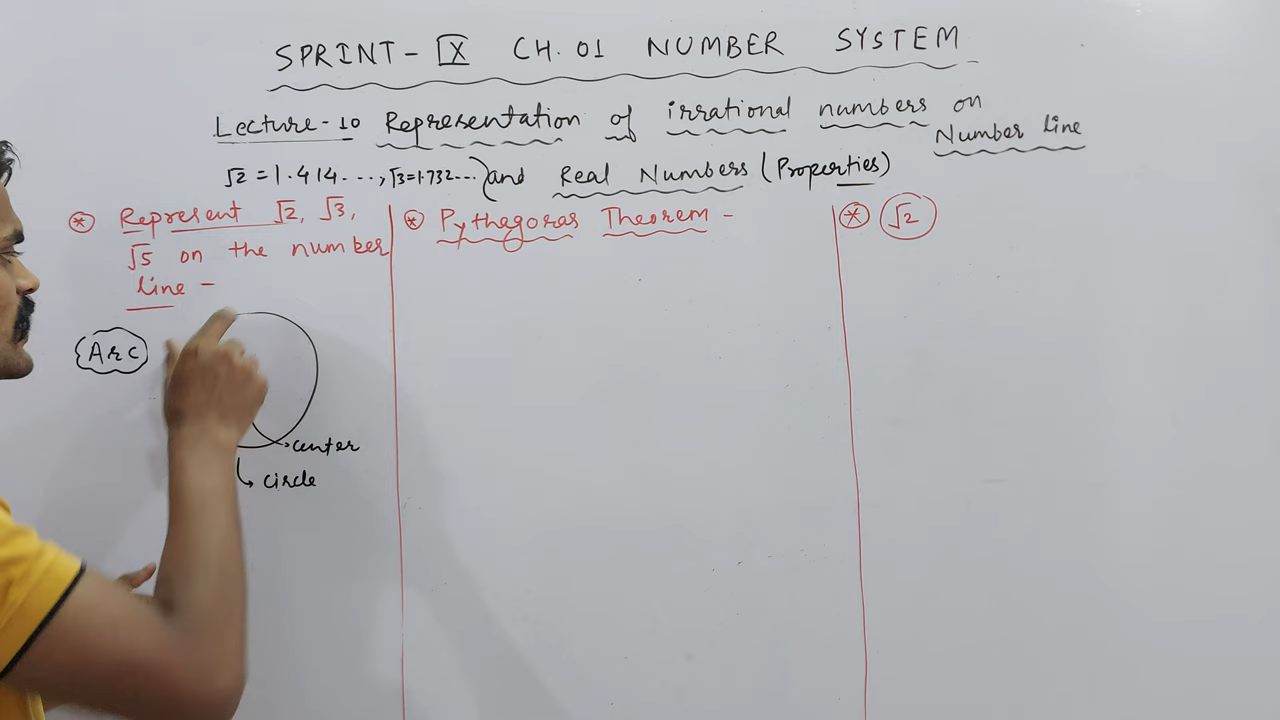 SPRINT-IX CH.01 NUMBER SYSTEM
Lecture-10 Representation of irrational numbers on
Number line
√2 = 1.414..., √3=1.732...) and Real Numbers (Properties)
* Represent √2, √3,
√5 on the number
line -
Arc
center
circle
* Pythagoras Theorem -
* √2